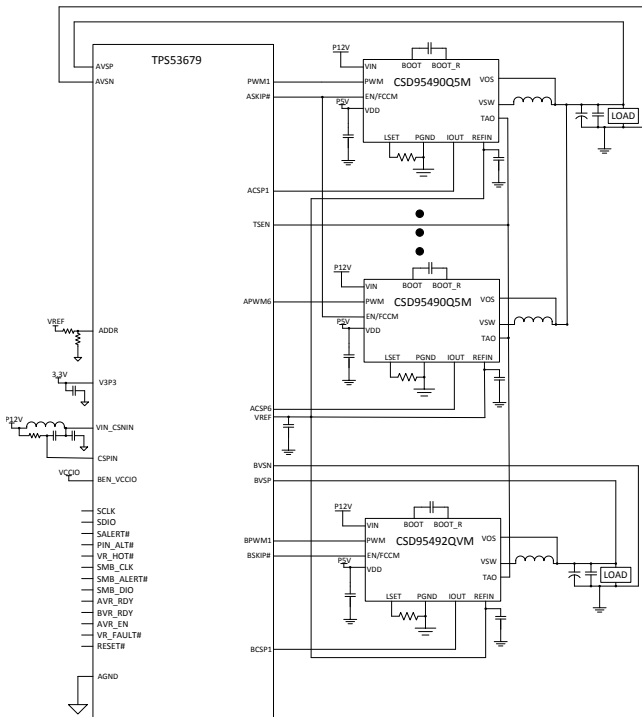 TPS53679
AVSP
AVSN
ADDR
V3P3
VIN_CSNIN
CSPIN
BEN_VCCIO
SCLK
SDIO
SALERT#
PIN_ALT#
VR_HOT#
SMB_CLK
SMB_ALERT#
SMB_DIO
AVR_RDY
BVR_RDY
AVR_EN
VR_FAULT#
RESET#
AGND
VREF
3.3V
P12V
VCCIO
PWM1
ASKIP#
ACSP1
TSEN
APWM6
ACSP6
VREF
BVSN
BVSP
BPWM1
BSKIP#
BCSP1
P12V
P5V
VIN
BOOT
BOOT_R
PWM
CSD95490Q5M
EN/FCCM
VDD
VOS
VSW
TAO
LSET
PGND
IOUT
REFIN
LOAD
P12V
P5V
VIN
BOOT
BOOT_R
PWM
CSD95490Q5M
EN/FCCM
VDD
VOS
VSW
TAO
LSET
PGND
IOUT
REFIN
P12V
P5V
VIN
BOOT
BOOT_R
PWM
CSD95492QVM
EN/FCCM
VDD
VOS
VSW
TAO
LSET
PGND
IOUT
REFIN
LOAD